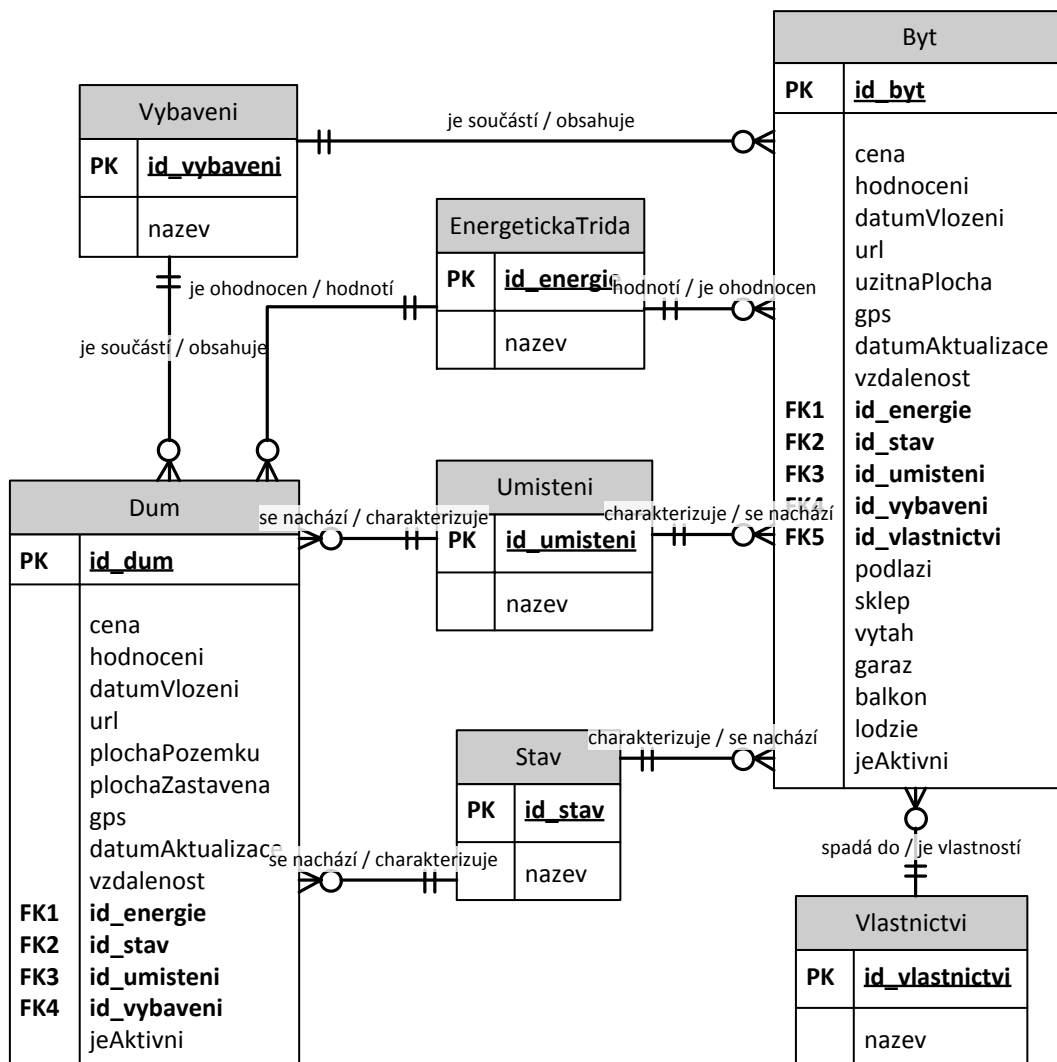 Byt
PK id_byt
cena
hodnoceni
datumVlozeni
url
uzitnaPlocha
gps
datumAktualizace
vzdalenost
FK1 id_energie
FK2 id_stav
FK3 id_umisteni
FK4 id_vybaveni
FK5 id_vlastnictvi
podlazi
sklep
vytah
garaz
balkon
lodzie
jeAktivni
Vybaveni
PK id_vybaveni
nazev
je součástí / obsahuje
EnergetickaTrida
PK id_energie
nazev
je ohodnocen / hodnotí
hodnotí / je ohodnocen
je součástí / obsahuje
Dum
PK id_dum
cena
hodnoceni
datumVlozeni
url
plochaPozemku
plochaZastavena
gps
datumAktualizace
vzdalenost
FK1 id_energie
FK2 id_stav
FK3 id_umisteni
FK4 id_vybaveni
jeAktivni
Umisteni
PK id_umisteni
nazev
se nachází / charakterizuje
charakterizuje / se nachází
Stav
PK id_stav
nazev
charakterizuje / se nachází
se nachází / charakterizuje
spadá do / je vlastností
Vlastnictvi
PK id_vlastnictvi
nazev